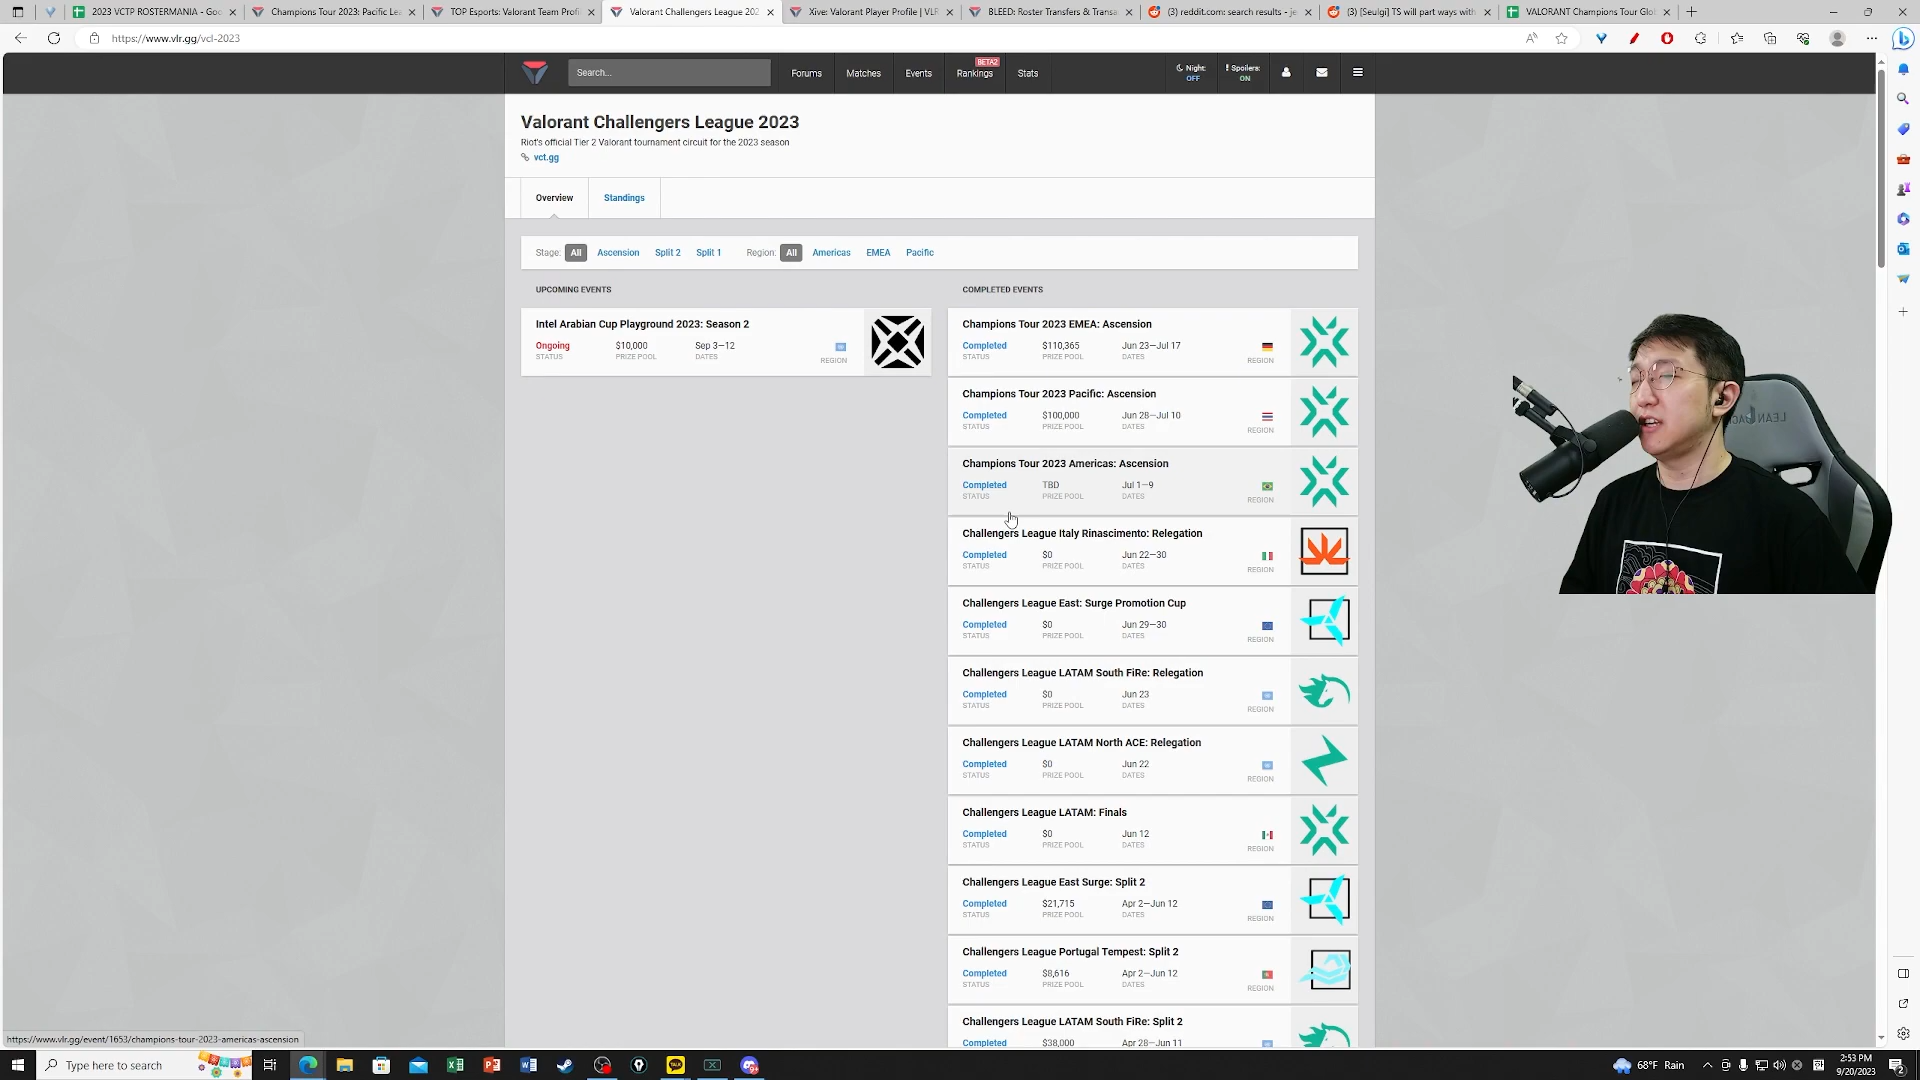 2023 VCTP ROSTERMANIA - Goo
Champions Tour 2023: Pacific Lea
TOP Esports: Valorant Team Profi
Valorant Challengers League 202
Xive: Valorant Player Profile | VLR
BLEED: Roster Transfers & Transa
(3) reddit.com: search results - je
(3) [Seulgi] TS will part ways with
VALORANT Champions Tour Glo
https://www.vlr.gg/vcl-2023
Search...
Forums
Matches
Events
BETA2
Rankings
Stats
Night:
OFF
! Spoilers:
ON
Valorant Challengers League 2023
Riot's official Tier 2 Valorant tournament circuit for the 2023 season
vct.gg
Overview
Standings
Stage: All Ascension Split 2 Split 1 Region: All Americas EMEA Pacific
UPCOMING EVENTS
Intel Arabian Cup Playground 2023: Season 2
Ongoing $10,000 Sep 3—12
STATUS PRIZE POOL DATES REGION
COMPLETED EVENTS
Champions Tour 2023 EMEA: Ascension
Completed $110,365 Jun 23—Jul 17
STATUS PRIZE POOL DATES REGION
Champions Tour 2023 Pacific: Ascension
Completed $100,000 Jun 28—Jul 10
STATUS PRIZE POOL DATES REGION
Champions Tour 2023 Americas: Ascension
Completed TBD Jul 1—9
STATUS PRIZE POOL DATES REGION
Challengers League Italy Rinascimento: Relegation
Completed $0 Jun 22—30
STATUS PRIZE POOL DATES REGION
Challengers League East: Surge Promotion Cup
Completed $0 Jun 29—30
STATUS PRIZE POOL DATES REGION
Challengers League LATAM South FiRe: Relegation
Completed $0 Jun 23
STATUS PRIZE POOL DATES REGION
Challengers League LATAM North ACE: Relegation
Completed $0 Jun 22
STATUS PRIZE POOL DATES REGION
Challengers League LATAM: Finals
Completed $0 Jun 12
STATUS PRIZE POOL DATES REGION
Challengers League East Surge: Split 2
Completed $21,715 Apr 2—Jun 12
STATUS PRIZE POOL DATES REGION
Challengers League Portugal Tempest: Split 2
Completed $8,616 Apr 2—Jun 12
STATUS PRIZE POOL DATES REGION
Challengers League LATAM South FiRe: Split 2
Completed $38,000 Apr 28—Jun 11
https://www.vlr.gg/event/1653/champions-tour-2023-americas-ascension
Type here to search
68°F Rain
2:53 PM
9/20/2023